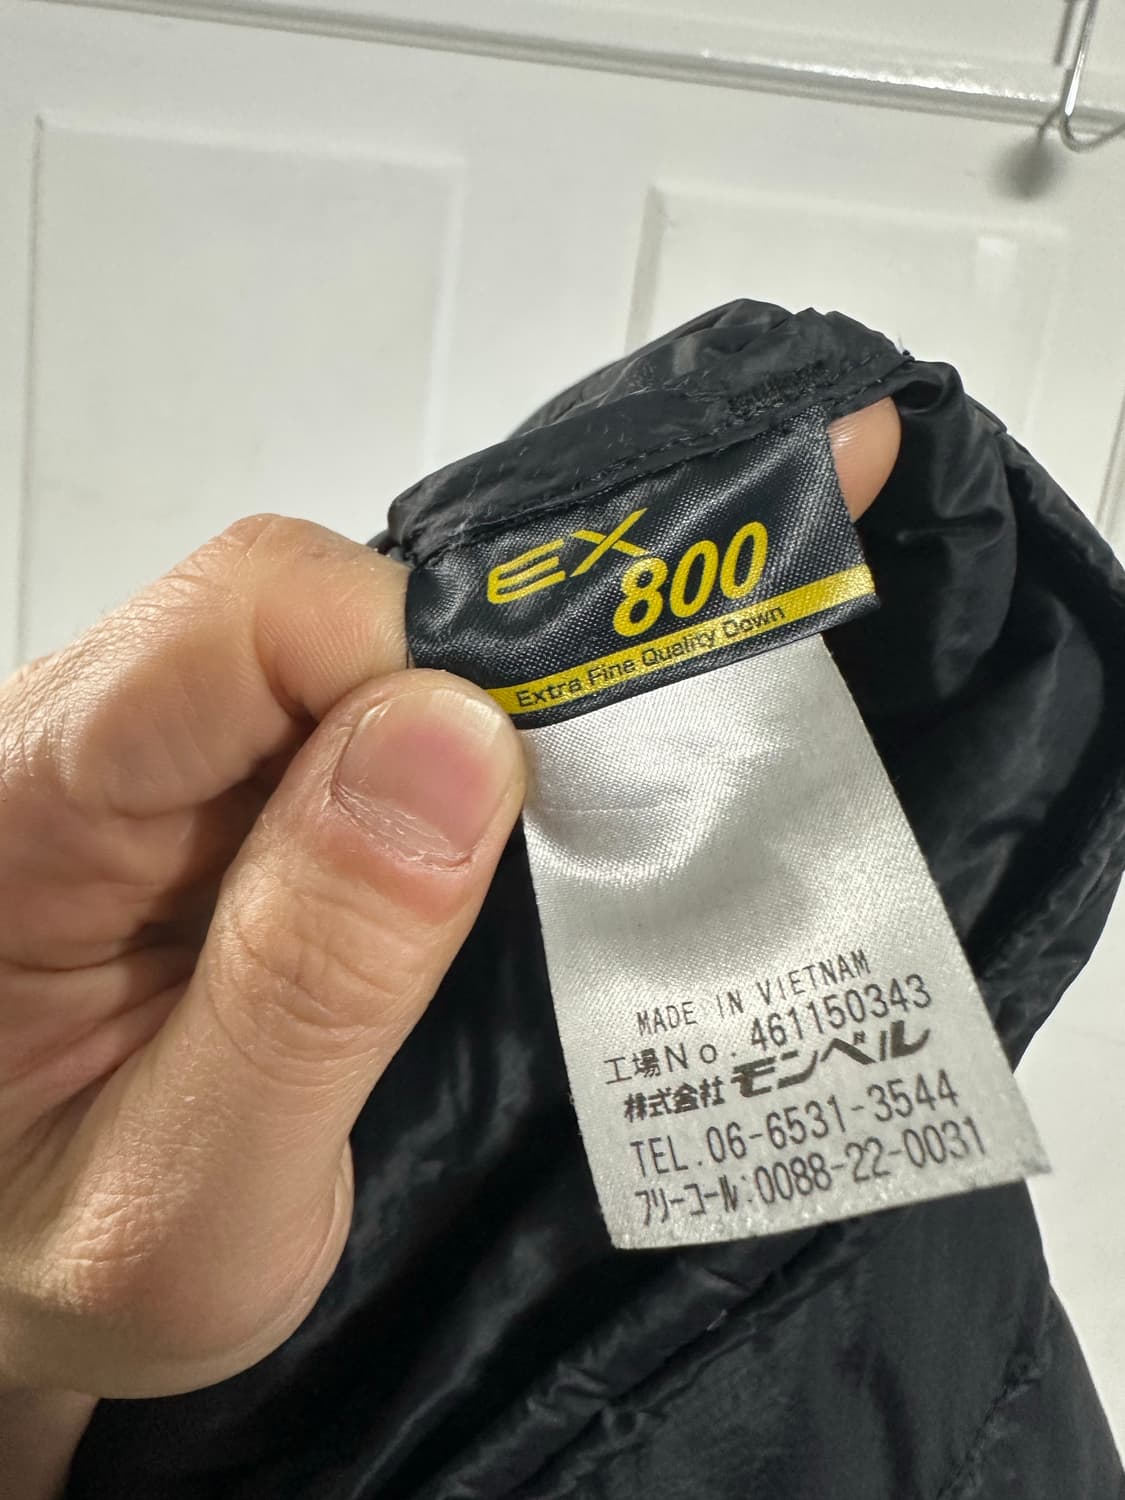 EX
800
Extra Fine Quality Down
MADE IN VIETNAM
工場No.461150343
株式会社モンベル
TEL.06-6531-3544
フリーコール:0088-22-0031